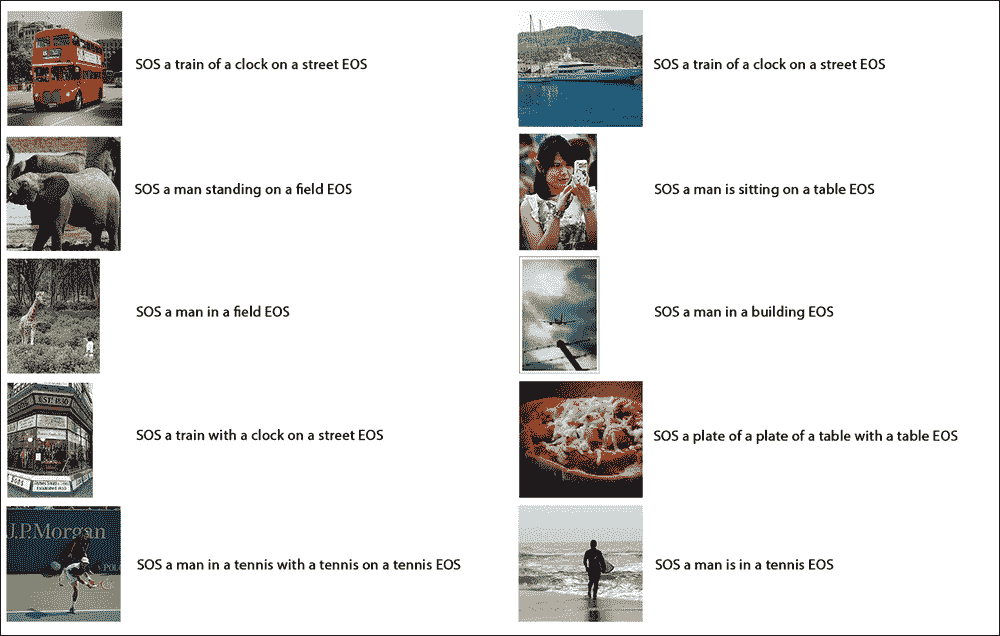 SOS a train of a clock on a street EOS
SOS a train of a clock on a street EOS
SOS a man standing on a field EOS
SOS a man is sitting on a table EOS
SOS a man in a field EOS
SOS a man in a building EOS
EST. 1830
SOS a train with a clock on a street EOS
SOS a plate of a plate of a table with a table EOS
J.P.Morgan
SOS a man in a tennis with a tennis on a tennis EOS
SOS a man is in a tennis EOS